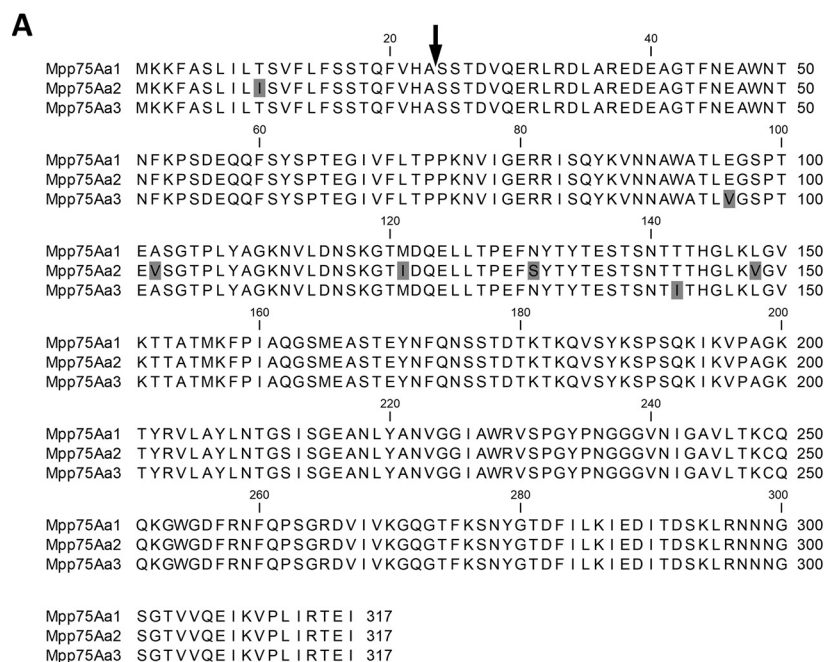 A
20 40
Mpp75Aa1 MKKFASLILTSVFLFSSTQFVHASSTDVQERLRDLAREDEAGTFNEAWNT 50
Mpp75Aa2 MKKFASLILISVFLFSSTQFVHASSTDVQERLRDLAREDEAGTFNEAWNT 50
Mpp75Aa3 MKKFASLILTSVFLFSSTQFVHASSTDVQERLRDLAREDEAGTFNEAWNT 50
60 80 100
Mpp75Aa1 NFKPSDEQQFSYSPTEGIVFLTPPKNVIGERRISQYKVNNAWATLEGSPT 100
Mpp75Aa2 NFKPSDEQQFSYSPTEGIVFLTPPKNVIGERRISQYKVNNAWATLEGSPT 100
Mpp75Aa3 NFKPSDEQQFSYSPTEGIVFLTPPKNVIGERRISQYKVNNAWATLVGSPT 100
120 140
Mpp75Aa1 EASGTPLYAGKNVLDNSKGTMDQELLTPEFNYTYTESTSNTTTHGLKLGV 150
Mpp75Aa2 EVSGTPLYAGKNVLDNSKGTIDQELLTPEFSYTYTESTSNTTTHGLKVGV 150
Mpp75Aa3 EASGTPLYAGKNVLDNSKGTMDQELLTPEFNYTYTESTSNTITHGLKLGV 150
160 180 200
Mpp75Aa1 KTTATMKFPIAQGSMEASTEYNFQNSSTDTKTKQVSYKSPSQKIKVPAGK 200
Mpp75Aa2 KTTATMKFPIAQGSMEASTEYNFQNSSTDTKTKQVSYKSPSQKIKVPAGK 200
Mpp75Aa3 KTTATMKFPIAQGSMEASTEYNFQNSSTDTKTKQVSYKSPSQKIKVPAGK 200
220 240
Mpp75Aa1 TYRVLAYLNTGSISGEANLYANVGGIAWRVSPGYPNGGGVNIGAVLTKCQ 250
Mpp75Aa2 TYRVLAYLNTGSISGEANLYANVGGIAWRVSPGYPNGGGVNIGAVLTKCQ 250
Mpp75Aa3 TYRVLAYLNTGSISGEANLYANVGGIAWRVSPGYPNGGGVNIGAVLTKCQ 250
260 280 300
Mpp75Aa1 QKGWGDFRNFQPSGRDVIVKGQGTFKSNYGTDFILKIEDITDSKLRNNNG 300
Mpp75Aa2 QKGWGDFRNFQPSGRDVIVKGQGTFKSNYGTDFILKIEDITDSKLRNNNG 300
Mpp75Aa3 QKGWGDFRNFQPSGRDVIVKGQGTFKSNYGTDFILKIEDITDSKLRNNNG 300
Mpp75Aa1 SGTVVQEIKVPLIRTEI 317
Mpp75Aa2 SGTVVQEIKVPLIRTEI 317
Mpp75Aa3 SGTVVQEIKVPLIRTEI 317